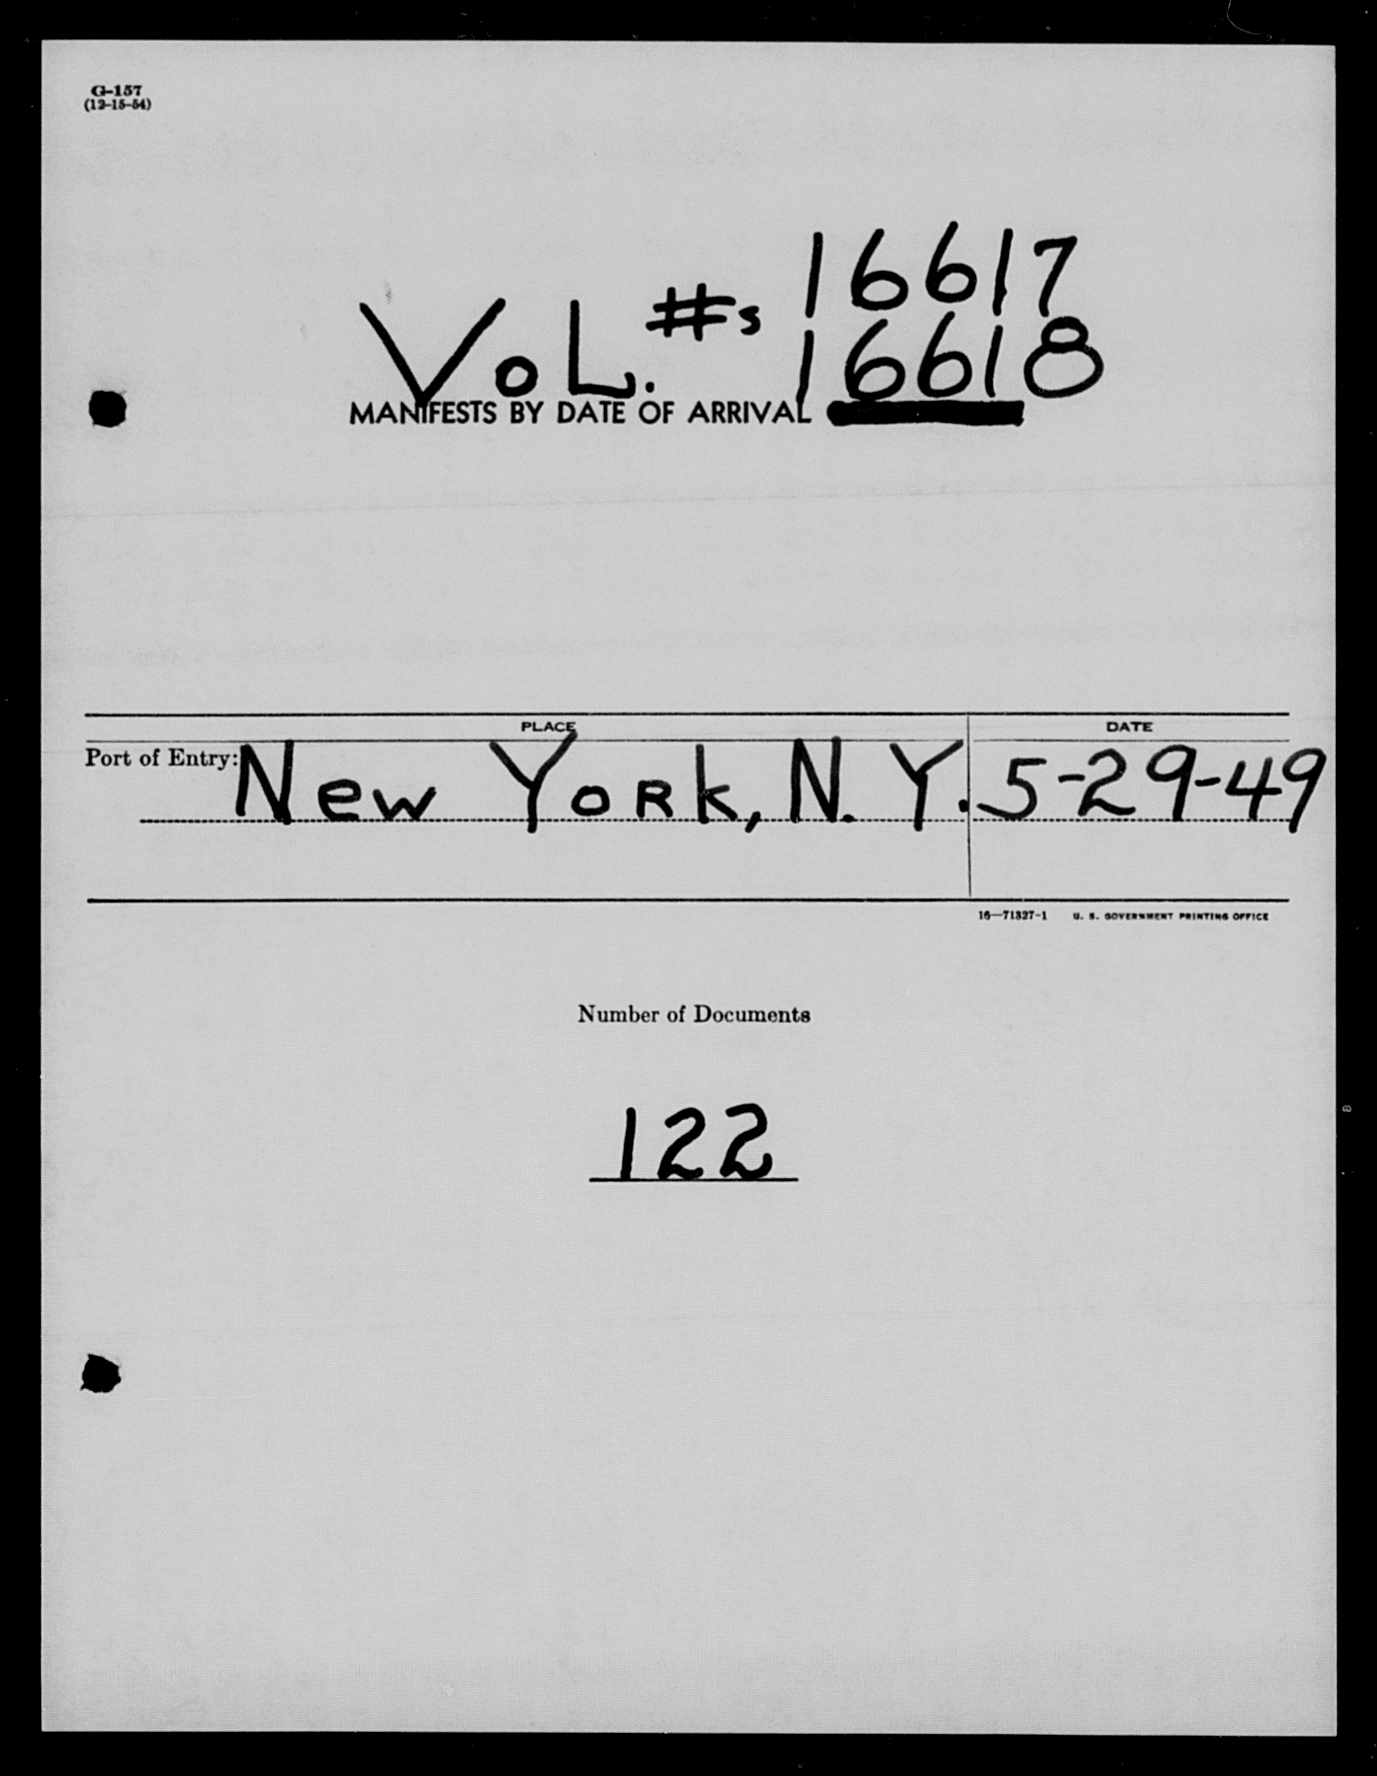 G-157
(12-15-54)
VoL. #s 16617
16618
MANIFESTS BY DATE OF ARRIVAL
PLACE
DATE
Port of Entry: New York, N. Y. 5-29-49
16—71327-1 U. S. GOVERNMENT PRINTING OFFICE
Number of Documents
122